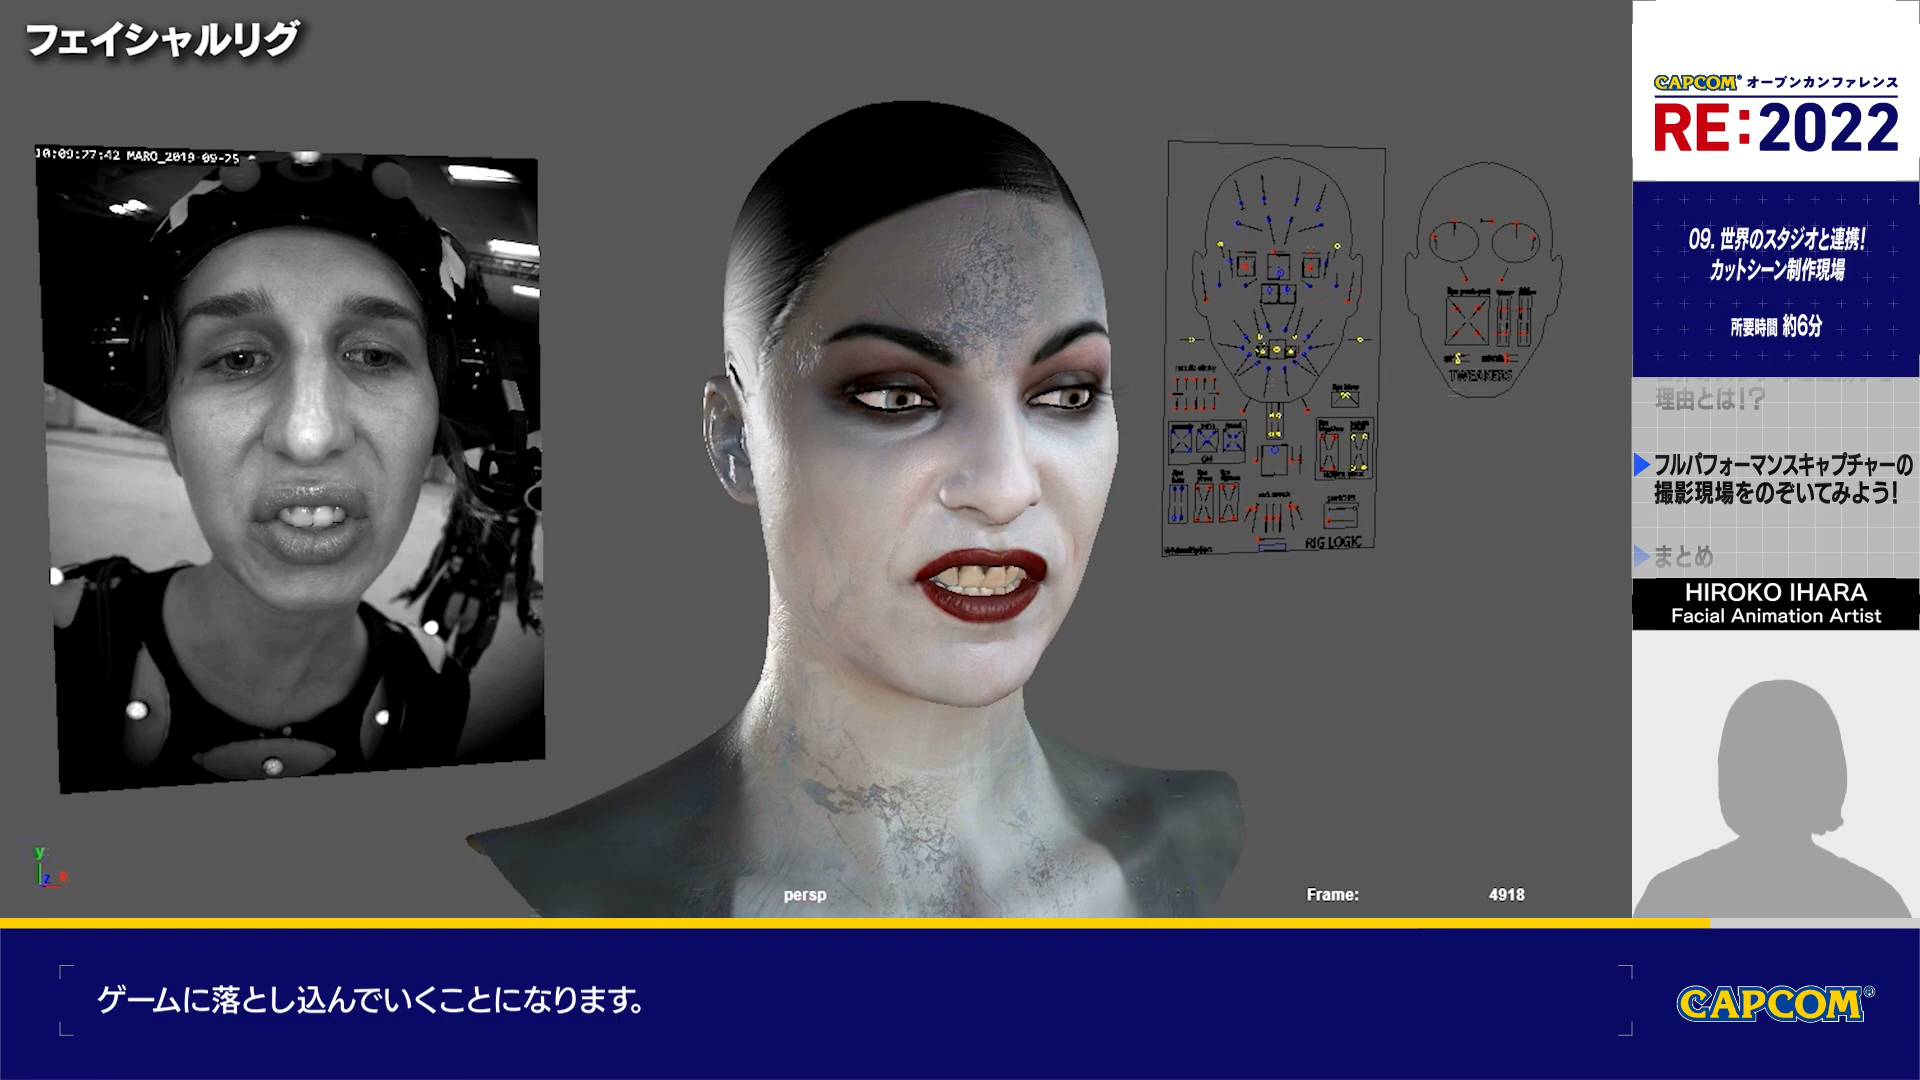 フェイシャルリグ
10:09:27:42 MARO_2019-09-25
RIG LOGIC
TWEAKERS
y
z
persp
Frame: 4918
CAPCOM オープンカンファレンス
RE:2022
09. 世界のスタジオと連携!
カットシーン制作現場
所要時間 約6分
理由とは!?
フルパフォーマンスキャプチャーの
撮影現場をのぞいてみよう!
まとめ
HIROKO IHARA
Facial Animation Artist
ゲームに落とし込んでいくことになります。
CAPCOM